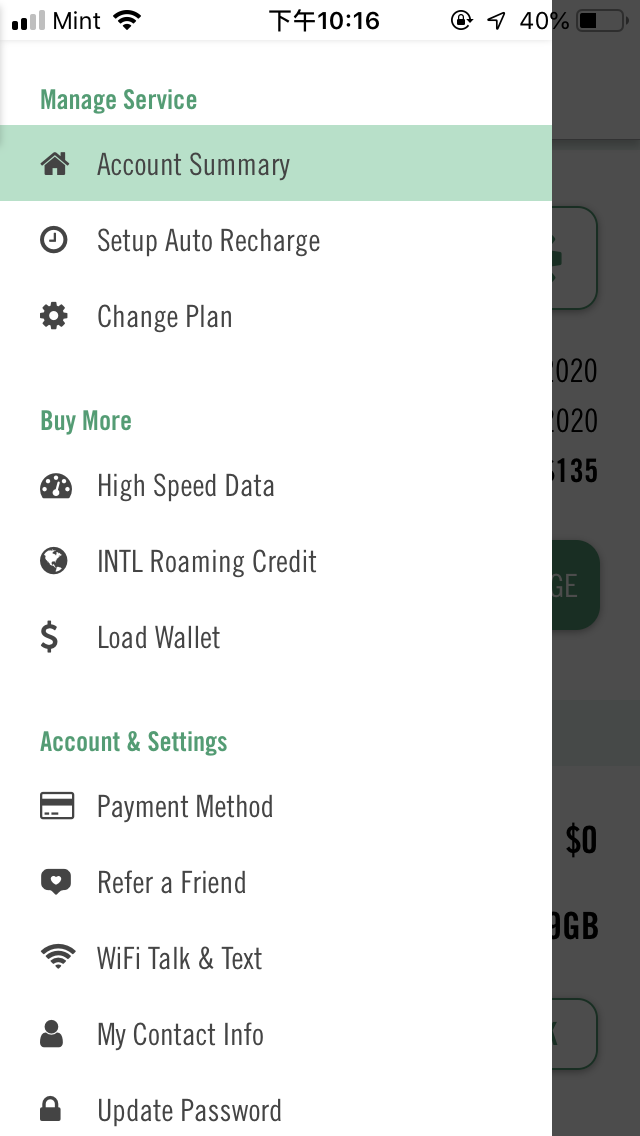 Mint 下午10:16 40%
Manage Service
Account Summary
Setup Auto Recharge
Change Plan
2020
2020
$135
Buy More
High Speed Data
INTL Roaming Credit
GE
Load Wallet
Account & Settings
Payment Method
$0
Refer a Friend
9GB
WiFi Talk & Text
My Contact Info
K
Update Password